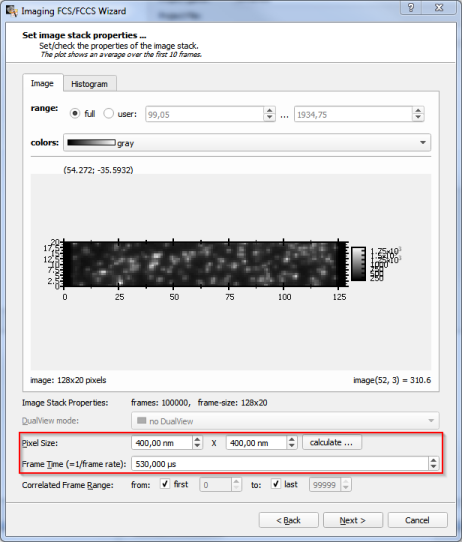 Imaging FCS/FCCS Wizard
Set image stack properties ...
Set/check the properties of the image stack.
The plot shows an average over the first 10 frames.
Image Histogram
range: full user: 99,05 ... 1934,75
colors: gray
(54.272; -35.5932)
20
17.5
15
12.5
10
7.5
5
2.5
0
0 25 50 75 100 125
1.75x10³
1.5x10³
1.25x10³
1000
750
500
250
image: 128x20 pixels image(52, 3) = 310.6
Image Stack Properties: frames: 100000, frame-size: 128x20
DualView mode: no DualView
Pixel Size: 400,00 nm X 400,00 nm calculate ...
Frame Time (=1/frame rate): 530,000 µs
Correlated Frame Range: from: first 0 to: last 99999
< Back Next > Cancel